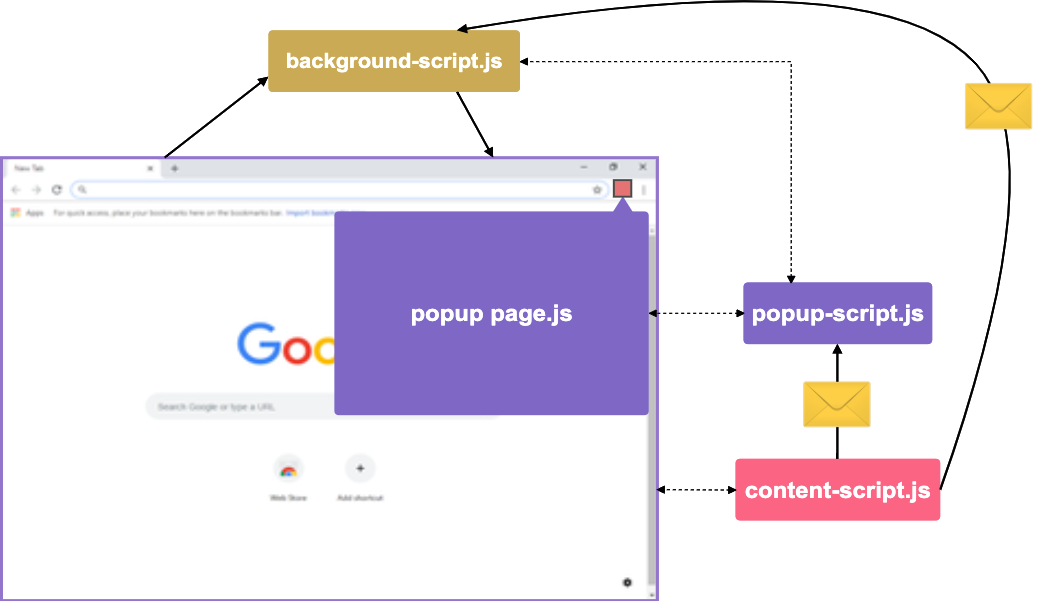 background-script.js
New Tab
Apps For quick access, place your bookmarks here on the bookmarks bar. Import bookm
popup page.js
popup-script.js
Goo
Search Google or type a URL
Web Store Add shortcut
content-script.js